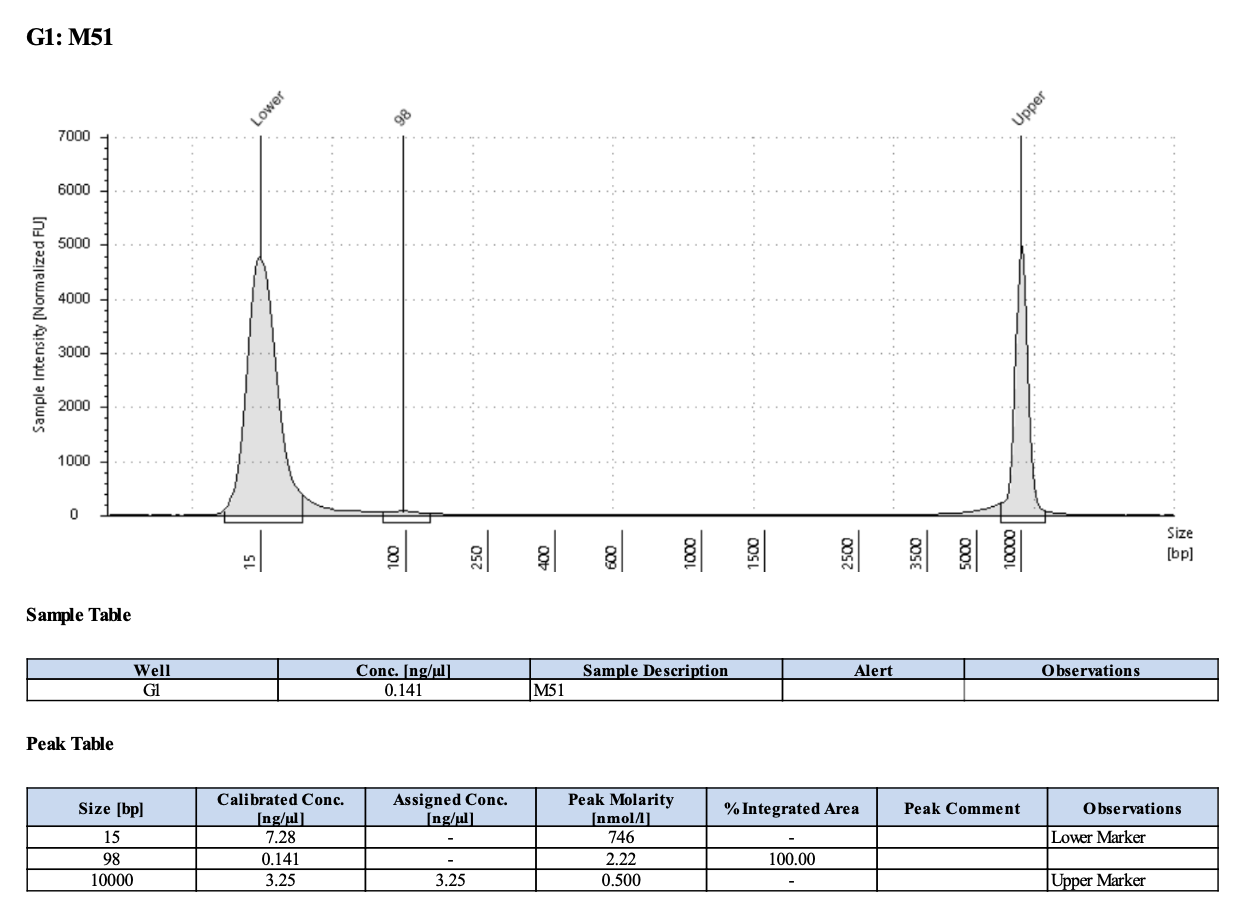 G1: M51
Lower
98
Upper
Sample Intensity [Normalized FU]
7000
6000
5000
4000
3000
2000
1000
0
15
100
250
400
600
1000
1500
2500
3500
5000
10000
Size
[bp]
Sample Table
Well Conc. [ng/µl] Sample Description Alert Observations
G1 0.141 M51
Peak Table
Size [bp] Calibrated Conc. [ng/µl] Assigned Conc. [ng/µl] Peak Molarity [nmol/l] % Integrated Area Peak Comment Observations
15 7.28 - 746 - Lower Marker
98 0.141 - 2.22 100.00
10000 3.25 3.25 0.500 - Upper Marker